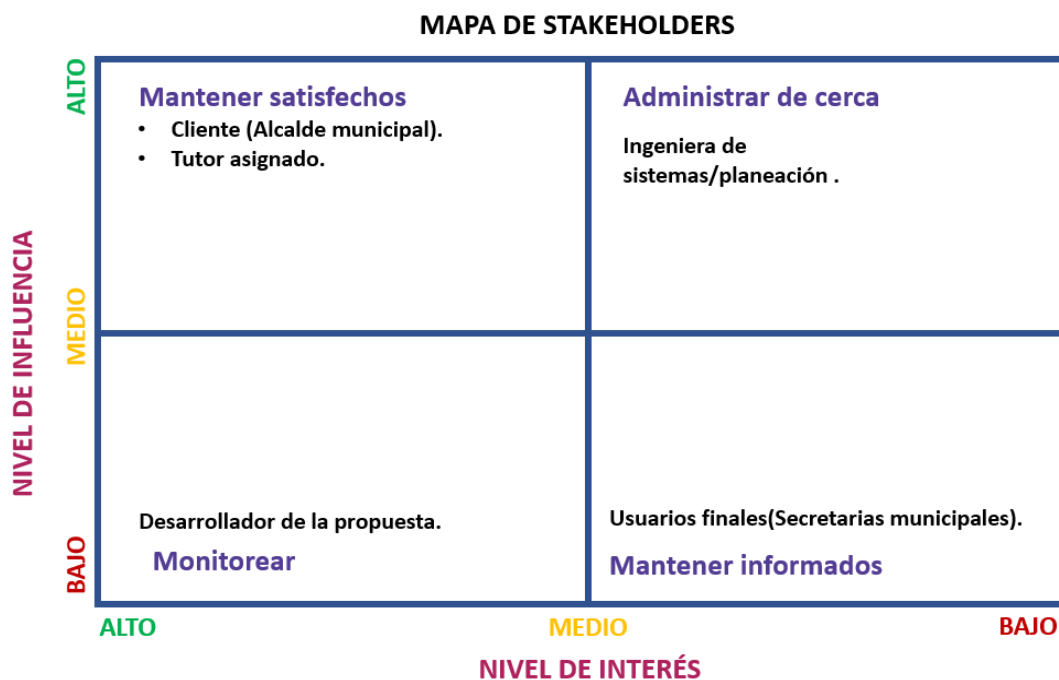 MAPA DE STAKEHOLDERS
ALTO
Mantener satisfechos
• Cliente (Alcalde municipal).
• Tutor asignado.
Administrar de cerca
Ingeniera de
sistemas/planeación .
NIVEL DE INFLUENCIA
MEDIO
Desarrollador de la propuesta.
Monitorear
Usuarios finales(Secretarias municipales).
Mantener informados
BAJO
ALTO
MEDIO
BAJO
NIVEL DE INTERÉS